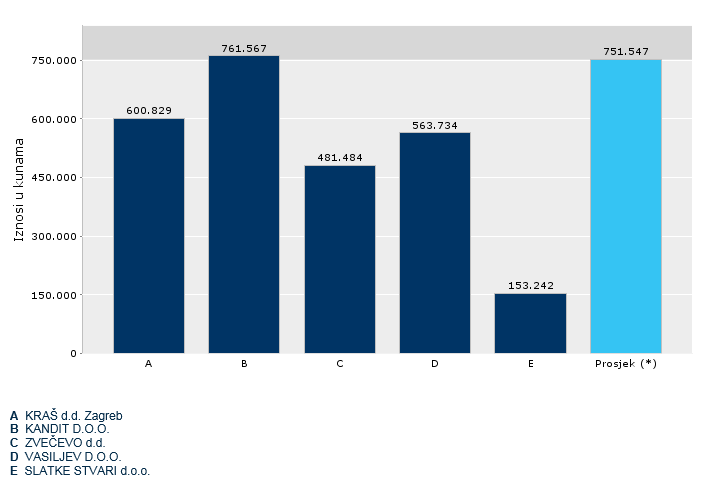 Iznosi u kunama
750.000
600.000
450.000
300.000
150.000
0
600.829
761.567
481.484
563.734
153.242
751.547
A B C D E Prosjek (*)
A KRAŠ d.d. Zagreb
B KANDIT D.O.O.
C ZVEČEVO d.d.
D VASILJEV D.O.O.
E SLATKE STVARI d.o.o.